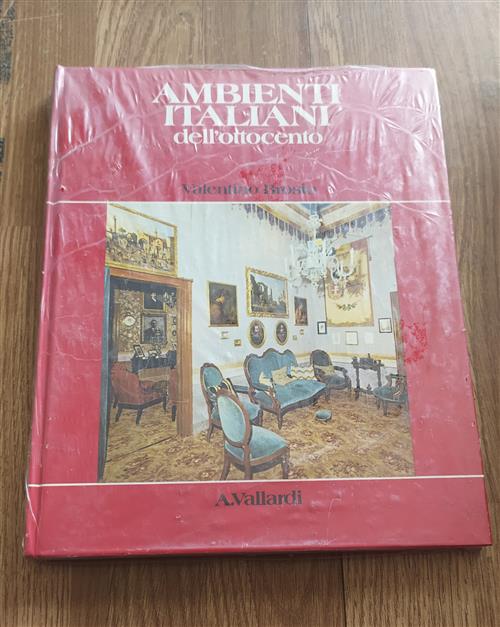 AMBIENTI
ITALIANI
dell'ottocento
Valentino Brosio
A.Vallardi